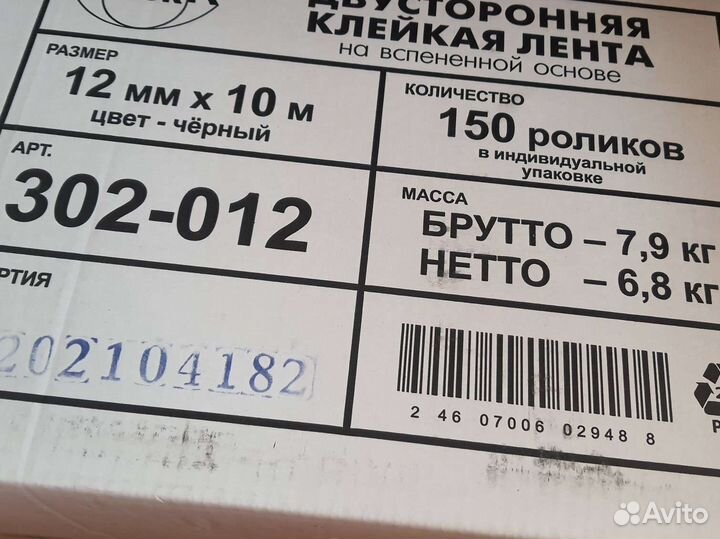 ДВУСТОРОННЯЯ
КЛЕЙКАЯ ЛЕНТА
на вспененной основе
РАЗМЕР
12 мм х 10 м
цвет - чёрный
КОЛИЧЕСТВО
150 роликов
в индивидуальной
упаковке
АРТ.
302-012
МАССА
БРУТТО – 7,9 кг
НЕТТО – 6,8 кг
РТИЯ
202104182
2 46 07006 02948 8
Avito